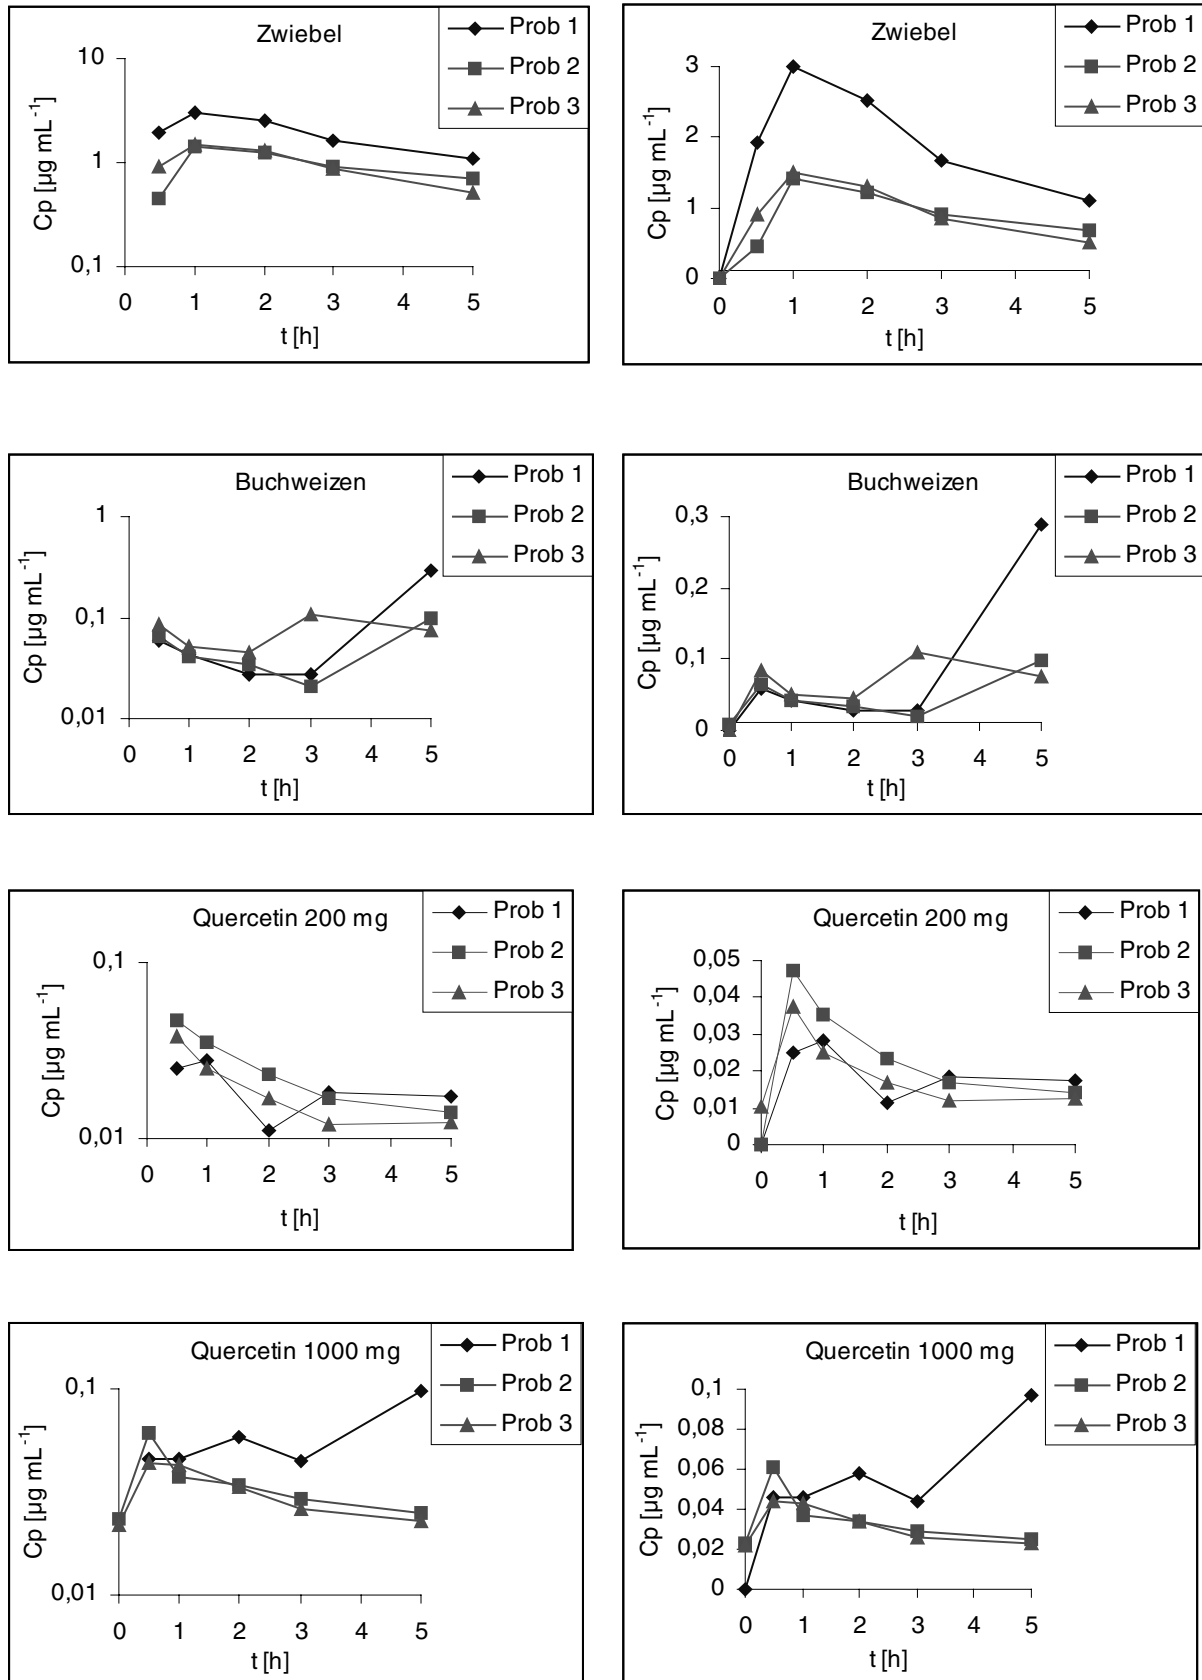 Zwiebel
Prob 1
Prob 2
Prob 3
10
1
0,1
Cp [µg mL⁻¹]
0 1 2 3 4 5
t [h]
Zwiebel
Prob 1
Prob 2
Prob 3
3
2
1
0
Cp [µg mL⁻¹]
0 1 2 3 4 5
t [h]
Buchweizen
Prob 1
Prob 2
Prob 3
1
0,1
0,01
Cp [µg mL⁻¹]
0 1 2 3 4 5
t [h]
Buchweizen
Prob 1
Prob 2
Prob 3
0,3
0,2
0,1
0
Cp [µg mL⁻¹]
0 1 2 3 4 5
t [h]
Quercetin 200 mg
Prob 1
Prob 2
Prob 3
0,1
0,01
Cp [µg mL⁻¹]
0 1 2 3 4 5
t [h]
Quercetin 200 mg
Prob 1
Prob 2
Prob 3
0,05
0,04
0,03
0,02
0,01
0
Cp [µg mL⁻¹]
0 1 2 3 4 5
t [h]
Quercetin 1000 mg
Prob 1
Prob 2
Prob 3
0,1
0,01
Cp [µg mL⁻¹]
0 1 2 3 4 5
t [h]
Quercetin 1000 mg
Prob 1
Prob 2
Prob 3
0,1
0,08
0,06
0,04
0,02
0
Cp [µg mL⁻¹]
0 1 2 3 4 5
t [h]